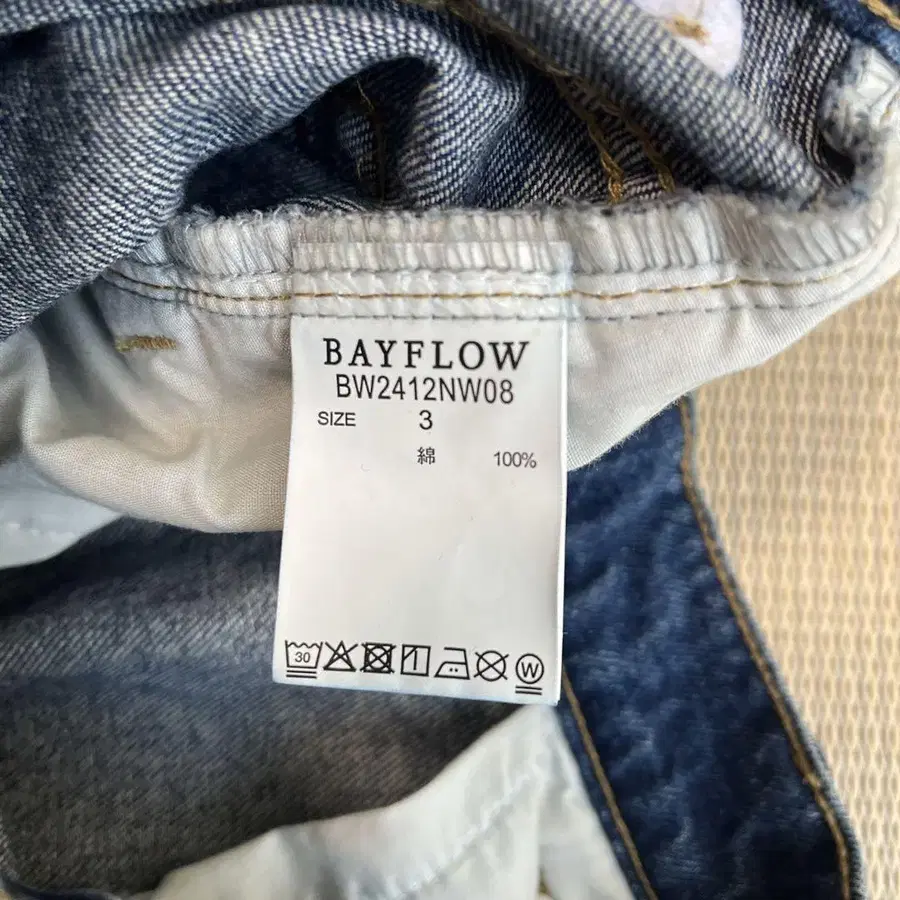 BAYFLOW
BW2412NW08
SIZE 3
綿 100%
30
W